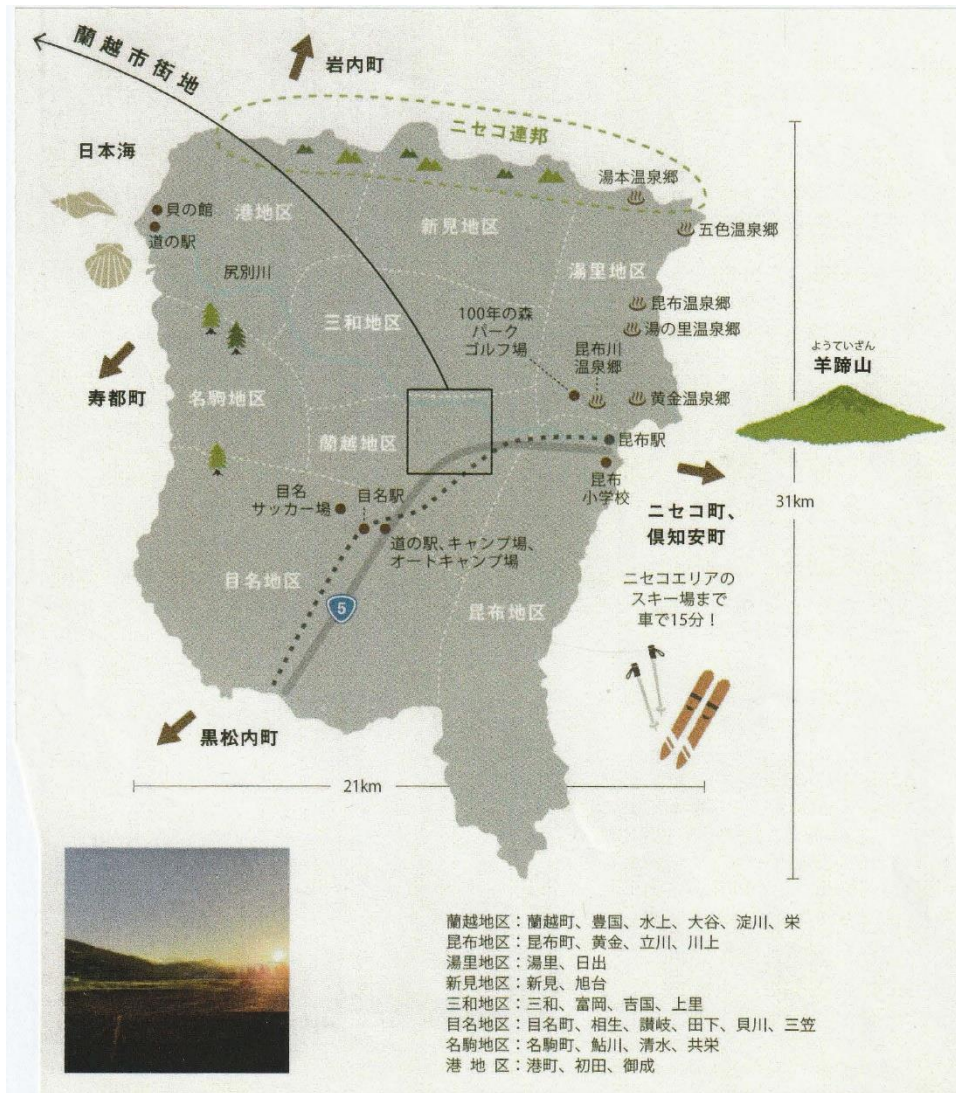 蘭越市街地
岩内町
ニセコ連邦
日本海
湯本温泉郷
貝の館
道の駅
港地区
新見地区
五色温泉郷
尻別川
湯里地区
三和地区
100年の森
パーク
ゴルフ場
昆布温泉郷
湯の里温泉郷
昆布川
温泉郷
ようていざん
羊蹄山
寿都町
名駒地区
黄金温泉郷
蘭越地区
昆布駅
昆布
小学校
目名
サッカー場
目名駅
31km
ニセコ町、
倶知安町
道の駅、キャンプ場、
オートキャンプ場
目名地区
5
昆布地区
ニセコエリアの
スキー場まで
車で15分！
黒松内町
21km
蘭越地区：蘭越町、豊国、水上、大谷、淀川、栄
昆布地区：昆布町、黄金、立川、川上
湯里地区：湯里、日出
新見地区：新見、旭台
三和地区：三和、富岡、吉国、上里
目名地区：目名町、相生、讃岐、田下、貝川、三笠
名駒地区：名駒町、鮎川、清水、共栄
港 地 区：港町、初田、御成